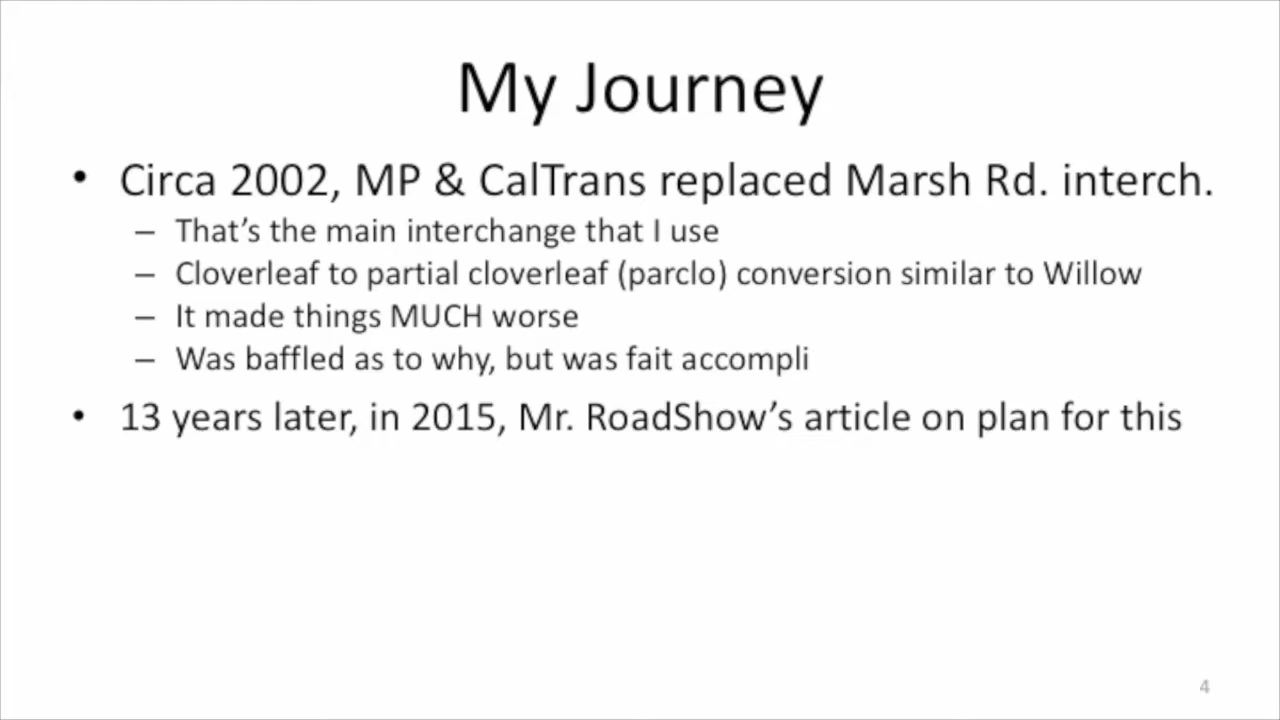 My Journey
• Circa 2002, MP & CalTrans replaced Marsh Rd. interch.
– That’s the main interchange that I use
– Cloverleaf to partial cloverleaf (parclo) conversion similar to Willow
– It made things MUCH worse
– Was baffled as to why, but was fait accompli
• 13 years later, in 2015, Mr. RoadShow’s article on plan for this
4